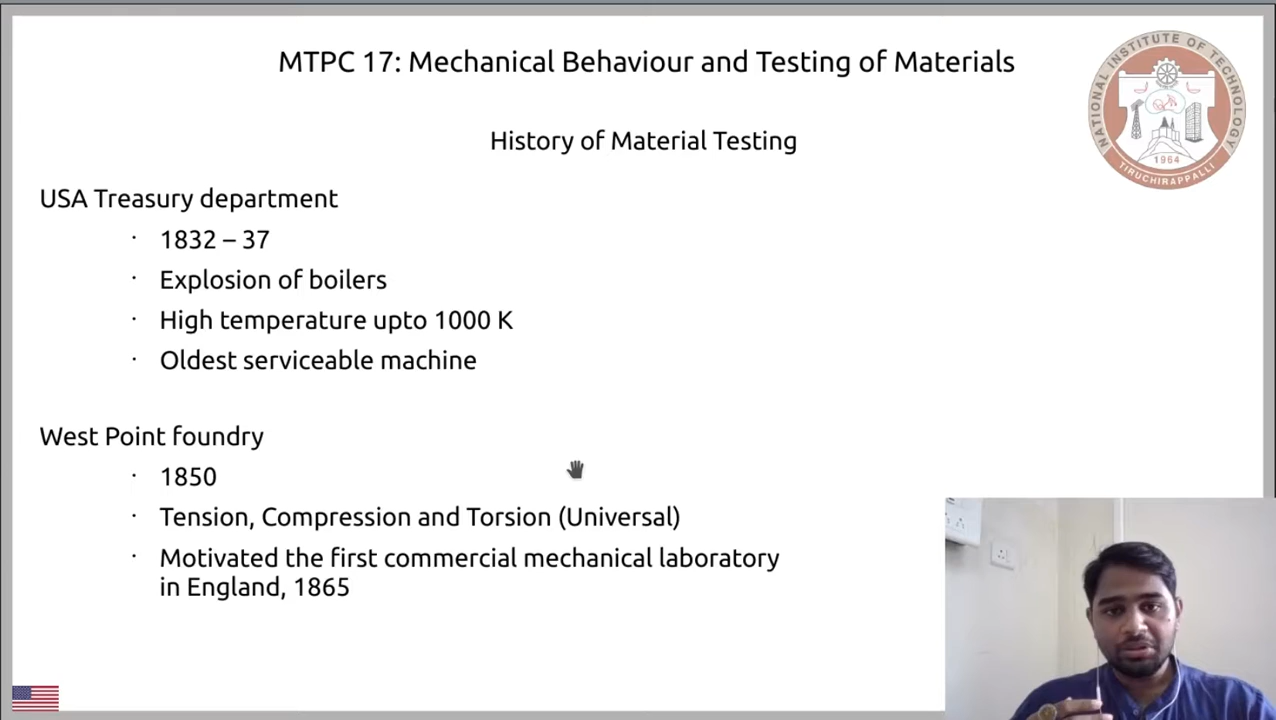 MTPC 17: Mechanical Behaviour and Testing of Materials
NATIONAL INSTITUTE OF TECHNOLOGY
1964
TIRUCHIRAPPALLI
History of Material Testing
USA Treasury department
· 1832 – 37
· Explosion of boilers
· High temperature upto 1000 K
· Oldest serviceable machine
West Point foundry
· 1850
· Tension, Compression and Torsion (Universal)
· Motivated the first commercial mechanical laboratory
in England, 1865